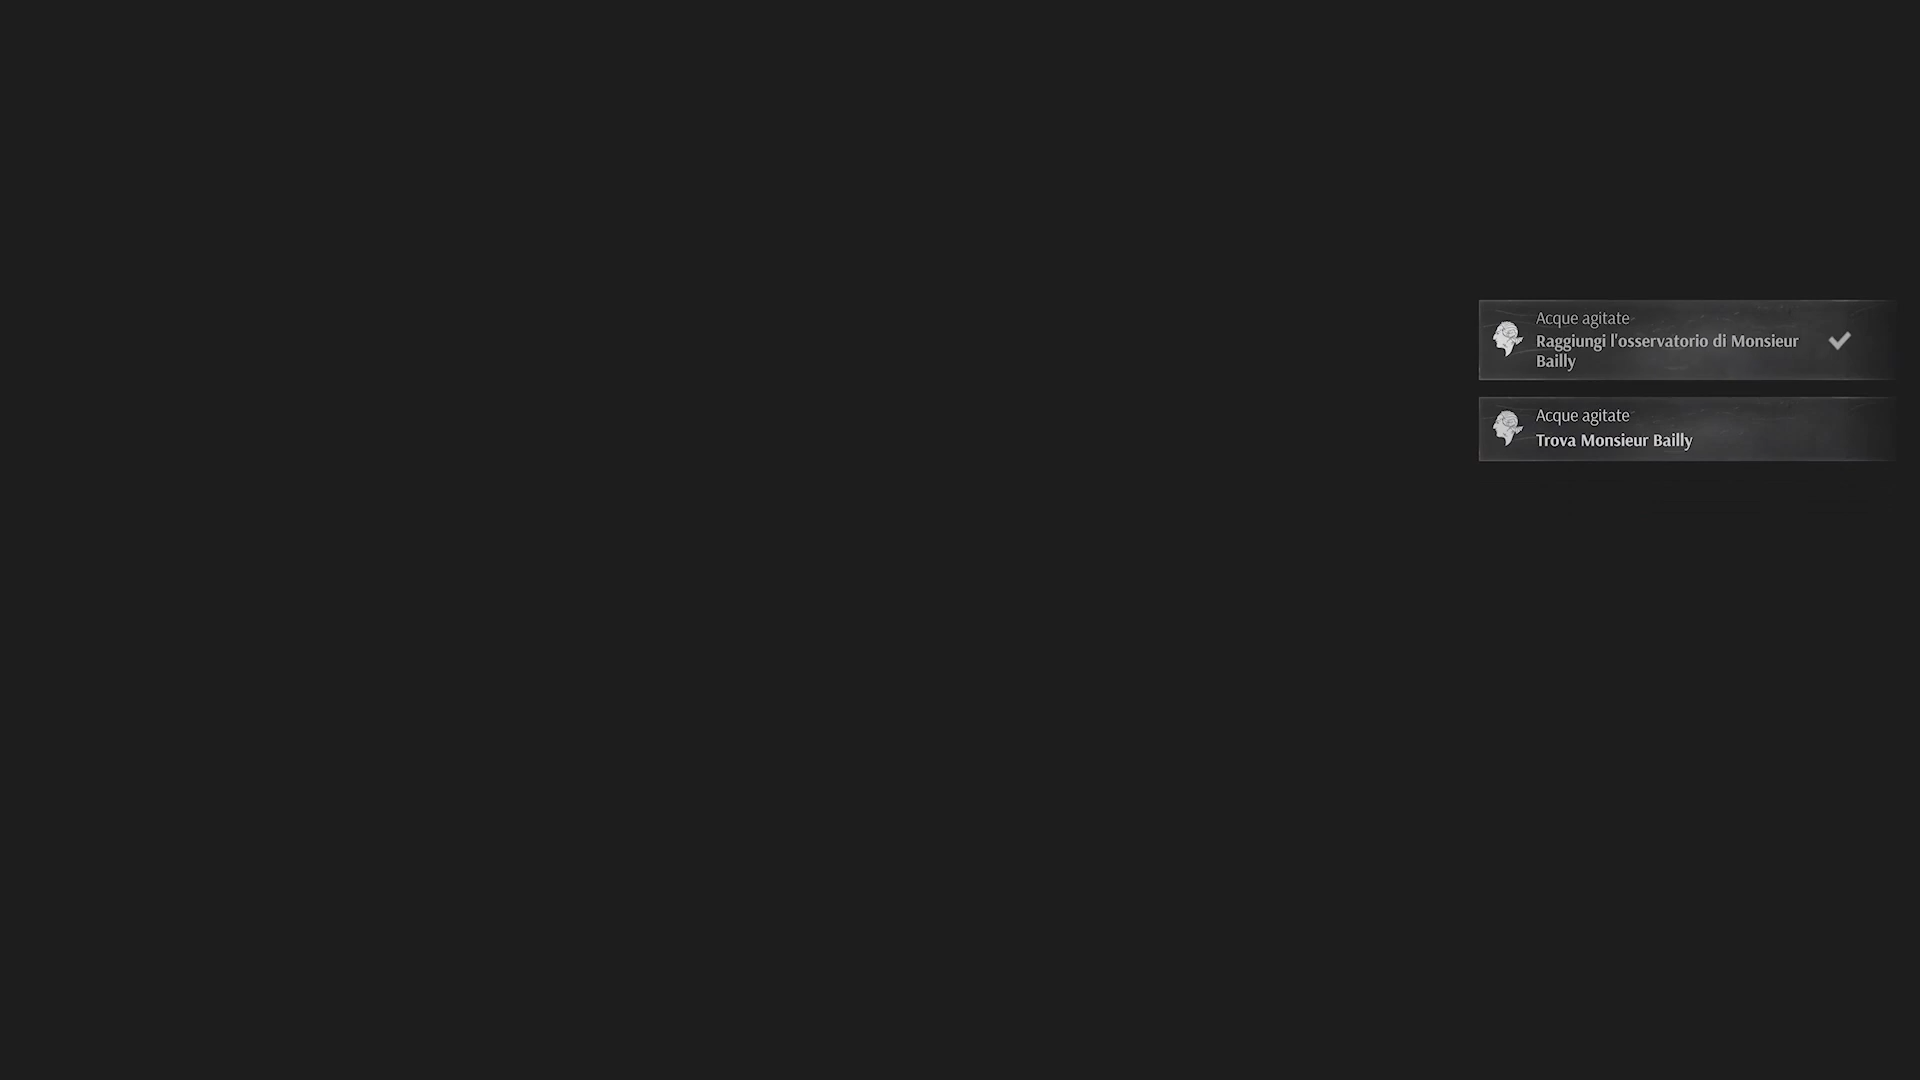 Acque agitate
Raggiungi l'osservatorio di Monsieur
Bailly
Acque agitate
Trova Monsieur Bailly